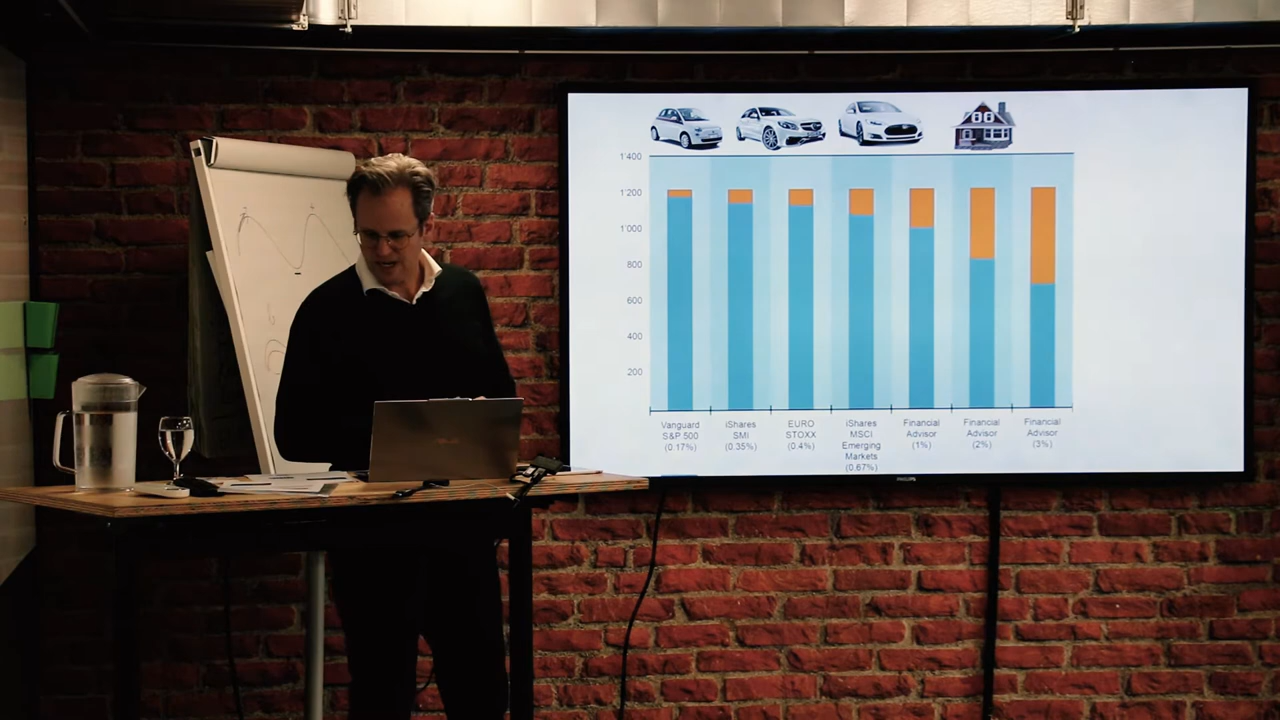 1'400
1'200
1'000
800
600
400
200
Vanguard
S&P 500
(0.17%)
iShares
SMI
(0.35%)
EURO
STOXX
(0.4%)
iShares
MSCI
Emerging
Markets
(0.67%)
Financial
Advisor
(1%)
Financial
Advisor
(2%)
Financial
Advisor
(3%)
PHILIPS